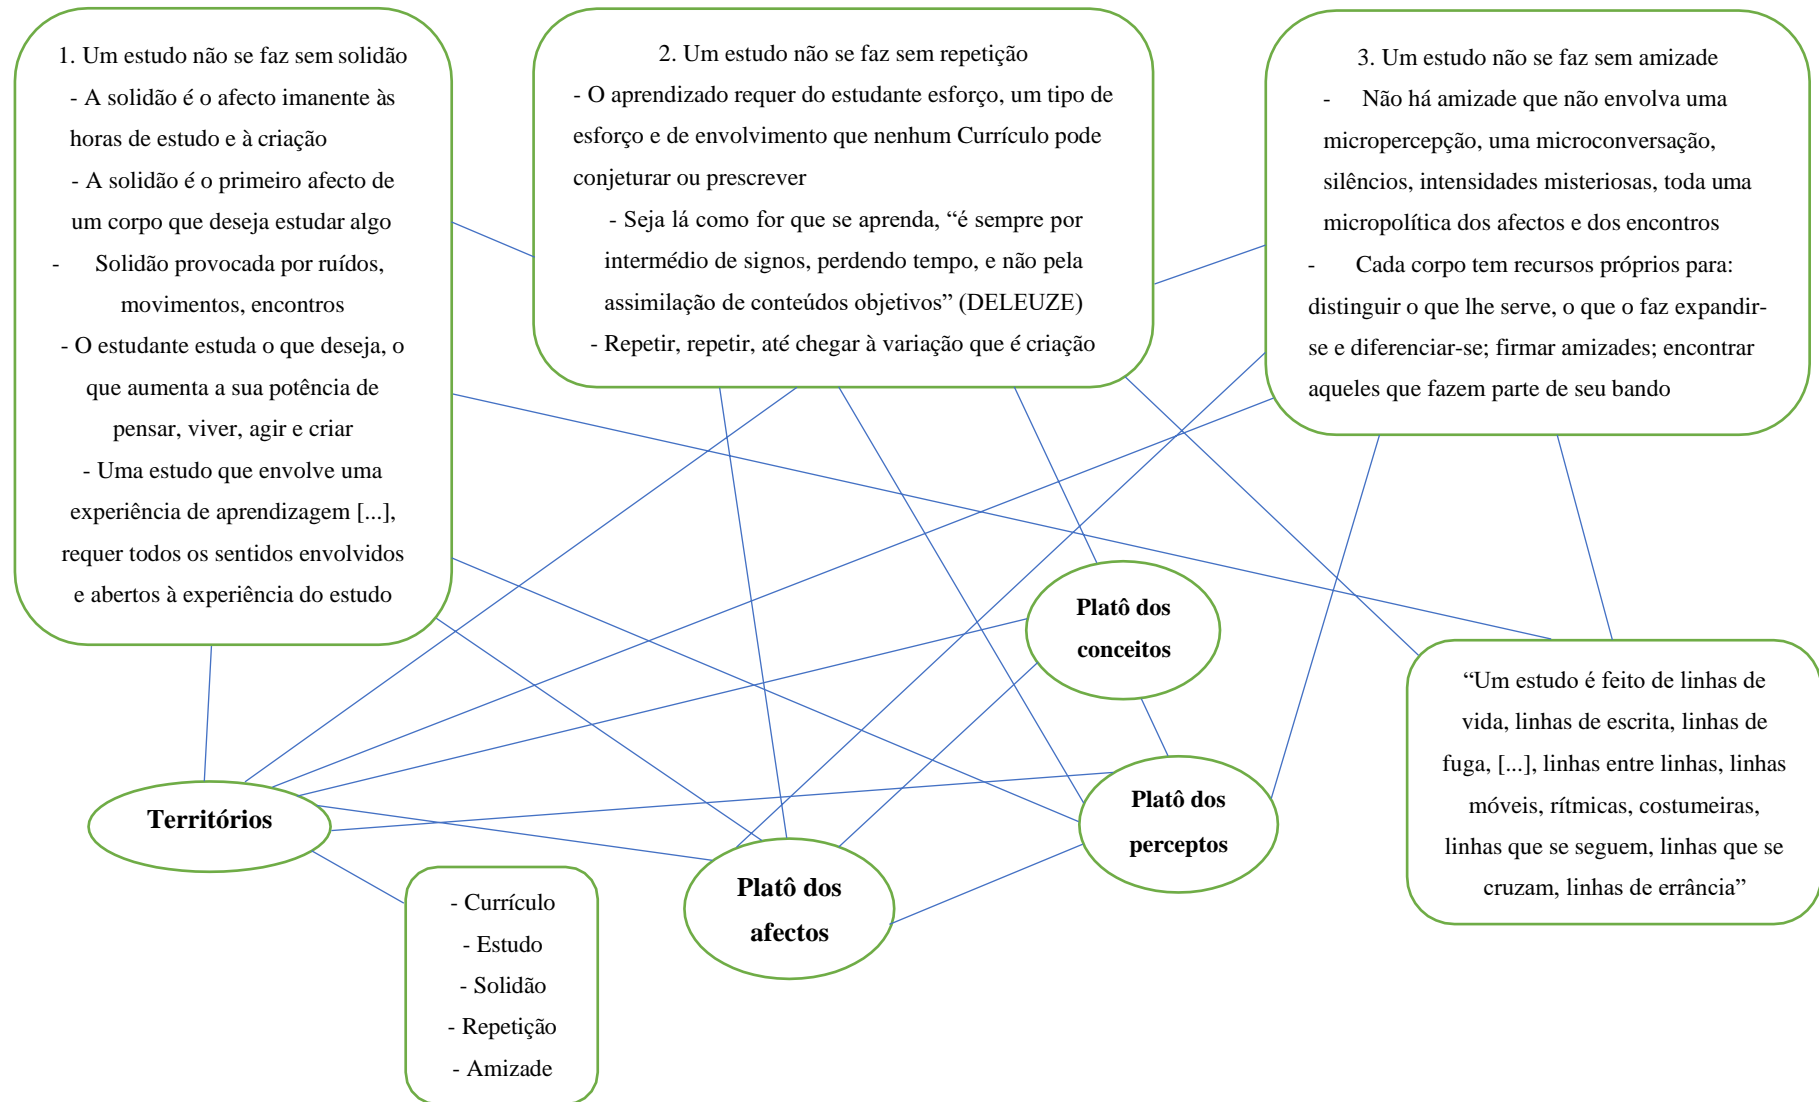 1. Um estudo não se faz sem solidão
- A solidão é o afecto imanente às
horas de estudo e à criação
- A solidão é o primeiro afecto de
um corpo que deseja estudar algo
- Solidão provocada por ruídos,
movimentos, encontros
- O estudante estuda o que deseja, o
que aumenta a sua potência de
pensar, viver, agir e criar
- Uma estudo que envolve uma
experiência de aprendizagem [...],
requer todos os sentidos envolvidos
e abertos à experiência do estudo
2. Um estudo não se faz sem repetição
- O aprendizado requer do estudante esforço, um tipo de
esforço e de envolvimento que nenhum Currículo pode
conjeturar ou prescrever
- Seja lá como for que se aprenda, “é sempre por
intermédio de signos, perdendo tempo, e não pela
assimilação de conteúdos objetivos” (DELEUZE)
- Repetir, repetir, até chegar à variação que é criação
3. Um estudo não se faz sem amizade
- Não há amizade que não envolva uma
micropercepção, uma microconversação,
silêncios, intensidades misteriosas, toda uma
micropolítica dos afectos e dos encontros
- Cada corpo tem recursos próprios para:
distinguir o que lhe serve, o que o faz expandir-
se e diferenciar-se; firmar amizades; encontrar
aqueles que fazem parte de seu bando
Platô dos
conceitos
“Um estudo é feito de linhas de
vida, linhas de escrita, linhas de
fuga, [...], linhas entre linhas, linhas
móveis, rítmicas, costumeiras,
linhas que se seguem, linhas que se
cruzam, linhas de errância”
Territórios
Platô dos
perceptos
Platô dos
afectos
- Currículo
- Estudo
- Solidão
- Repetição
- Amizade